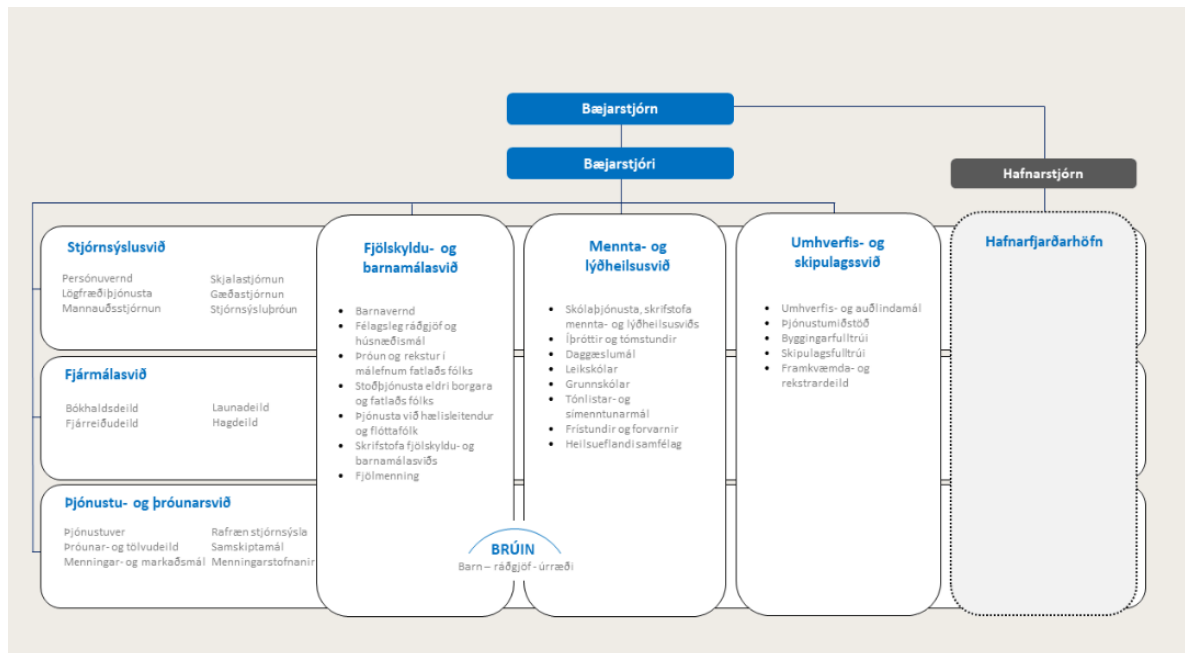 Bæjarstjórn
Bæjarstjóri
Hafnarstjórn
Stjórnsýslusvið
Persónuvernd
Lögfræðiþjónusta
Mannauðsstjórnun
Skjalastjórnun
Gæðastjórnun
Stjórnsýsluþróun
Fjármálasvið
Bókhaldsdeild
Fjárreiðudeild
Launadeild
Hagdeild
Þjónustu- og þróunarsvið
Þjónustuver
Þróunar- og tölvudeild
Menningar- og markaðsmál
Rafræn stjórnsýsla
Samskiptamál
Menningarstofnanir
Fjölskyldu- og
barnamálasvið
• Barnavernd
• Félagsleg ráðgjöf og
húsnæðismál
• Þróun og rekstur í
málefnum fatlaðs fólks
• Stoðþjónusta eldri borgara
og fatlaðs fólks
• Þjónusta við hælisleitendur
og flóttafólk
• Skrifstofa fjölskyldu- og
barnamálasviðs
• Fjölmenning
Mennta- og
lýðheilsusvið
• Skólaþjónusta, skrifstofa
mennta- og lýðheilsusviðs
• Íþróttir og tómstundir
• Daggæslumál
• Leikskólar
• Grunnskólar
• Tónlistar- og
símenntunarmál
• Frístundir og forvarnir
• Heilsueflandi samfélag
BRÚIN
Barn – ráðgjöf - úrræði
Umhverfis- og
skipulagssvið
• Umhverfis- og auðlindamál
• Þjónustumiðstöð
• Byggingarfulltrúi
• Skipulagsfulltrúi
• Framkvæmda- og
rekstrardeild
Hafnarfjarðarhöfn